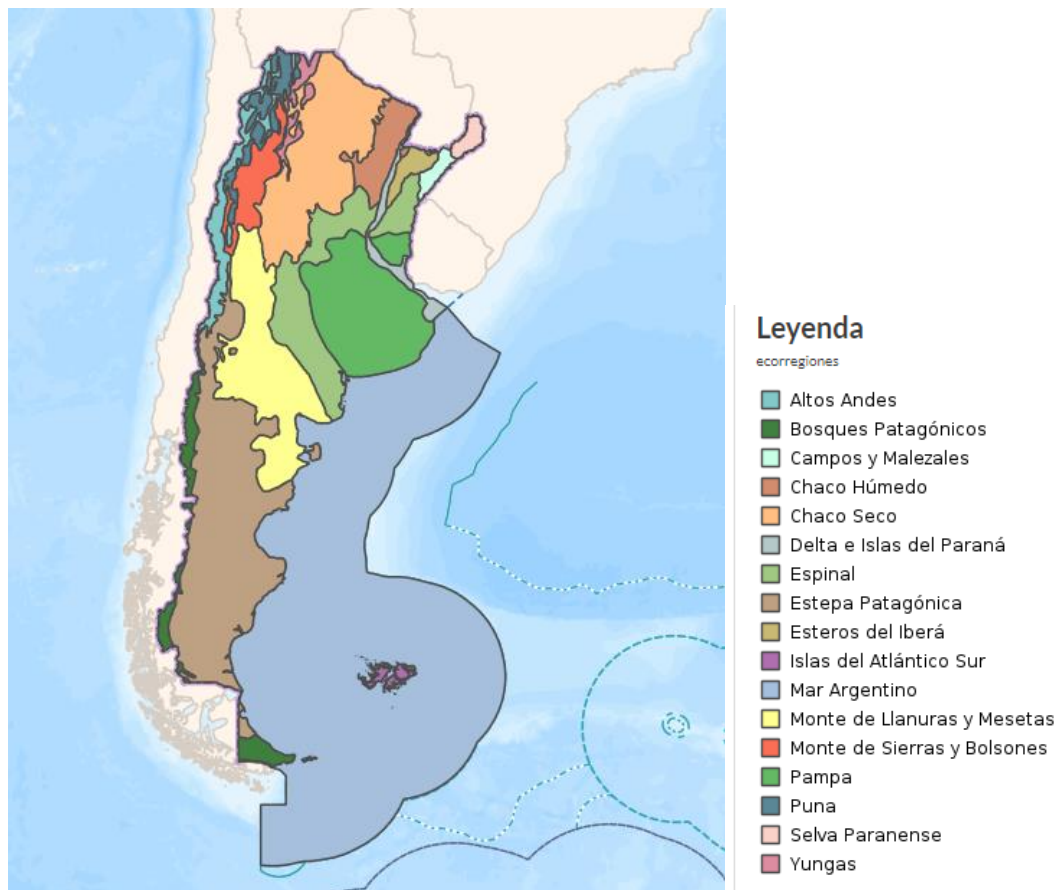 Leyenda
ecorregiones
Altos Andes
Bosques Patagónicos
Campos y Malezales
Chaco Húmedo
Chaco Seco
Delta e Islas del Paraná
Espinal
Estepa Patagónica
Esteros del Iberá
Islas del Atlántico Sur
Mar Argentino
Monte de Llanuras y Mesetas
Monte de Sierras y Bolsones
Pampa
Puna
Selva Paranense
Yungas